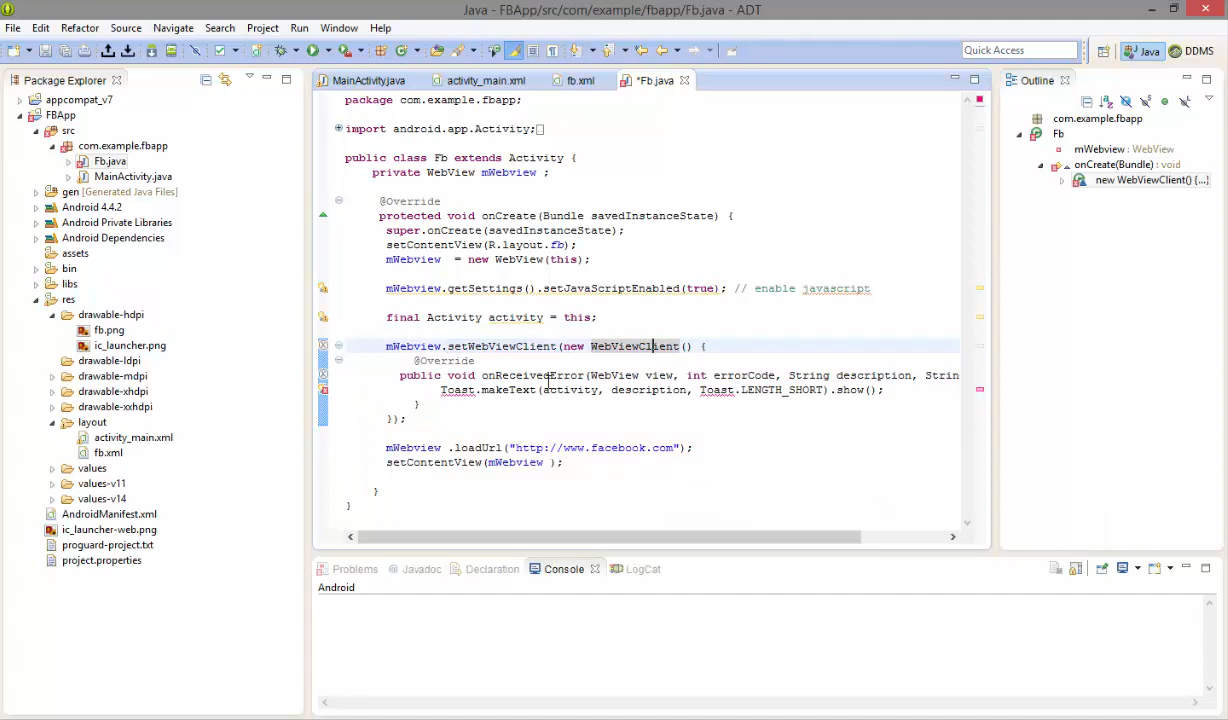 Java - FBApp/src/com/example/fbapp/Fb.java - ADT
File Edit Refactor Source Navigate Search Project Run Window Help
Quick Access
Java
DDMS
Package Explorer
appcompat_v7
FBApp
src
com.example.fbapp
Fb.java
MainActivity.java
gen [Generated Java Files]
Android 4.4.2
Android Private Libraries
Android Dependencies
assets
bin
libs
res
drawable-hdpi
fb.png
ic_launcher.png
drawable-ldpi
drawable-mdpi
drawable-xhdpi
drawable-xxhdpi
layout
activity_main.xml
fb.xml
values
values-v11
values-v14
AndroidManifest.xml
ic_launcher-web.png
proguard-project.txt
project.properties
MainActivity.java activity_main.xml fb.xml *Fb.java
package com.example.fbapp;
import android.app.Activity;
public class Fb extends Activity {
private WebView mWebview ;
@Override
protected void onCreate(Bundle savedInstanceState) {
super.onCreate(savedInstanceState);
setContentView(R.layout.fb);
mWebview = new WebView(this);
mWebview.getSettings().setJavaScriptEnabled(true); // enable javascript
final Activity activity = this;
mWebview.setWebViewClient(new WebViewClient() {
@Override
public void onReceivedError(WebView view, int errorCode, String description, Strin
Toast.makeText(activity, description, Toast.LENGTH_SHORT).show();
}
});
mWebview .loadUrl("http://www.facebook.com");
setContentView(mWebview );
}
}
Outline
com.example.fbapp
Fb
mWebview : WebView
onCreate(Bundle) : void
new WebViewClient() {...}
Problems Javadoc Declaration Console LogCat
Android